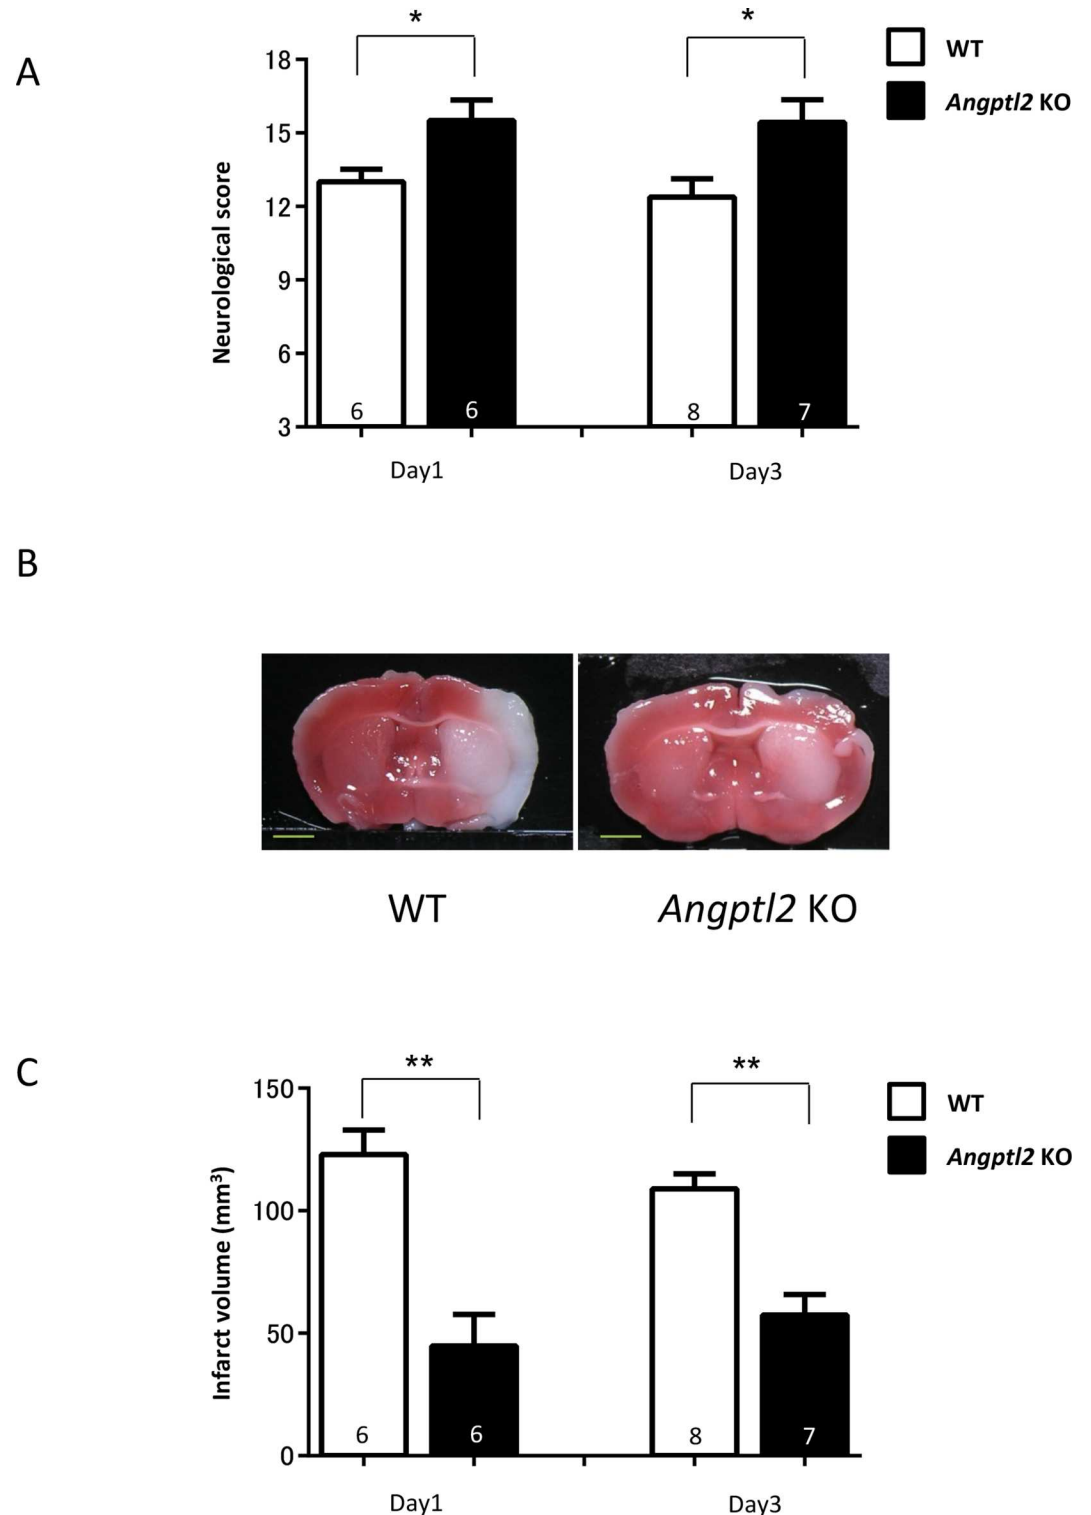 A
*
*
WT
Angptl2 KO
18
15
12
9
6
3
Neurological score
6
6
8
7
Day1
Day3
B
WT
Angptl2 KO
C
**
**
WT
Angptl2 KO
150
100
50
0
Infarct volume (mm³)
6
6
8
7
Day1
Day3